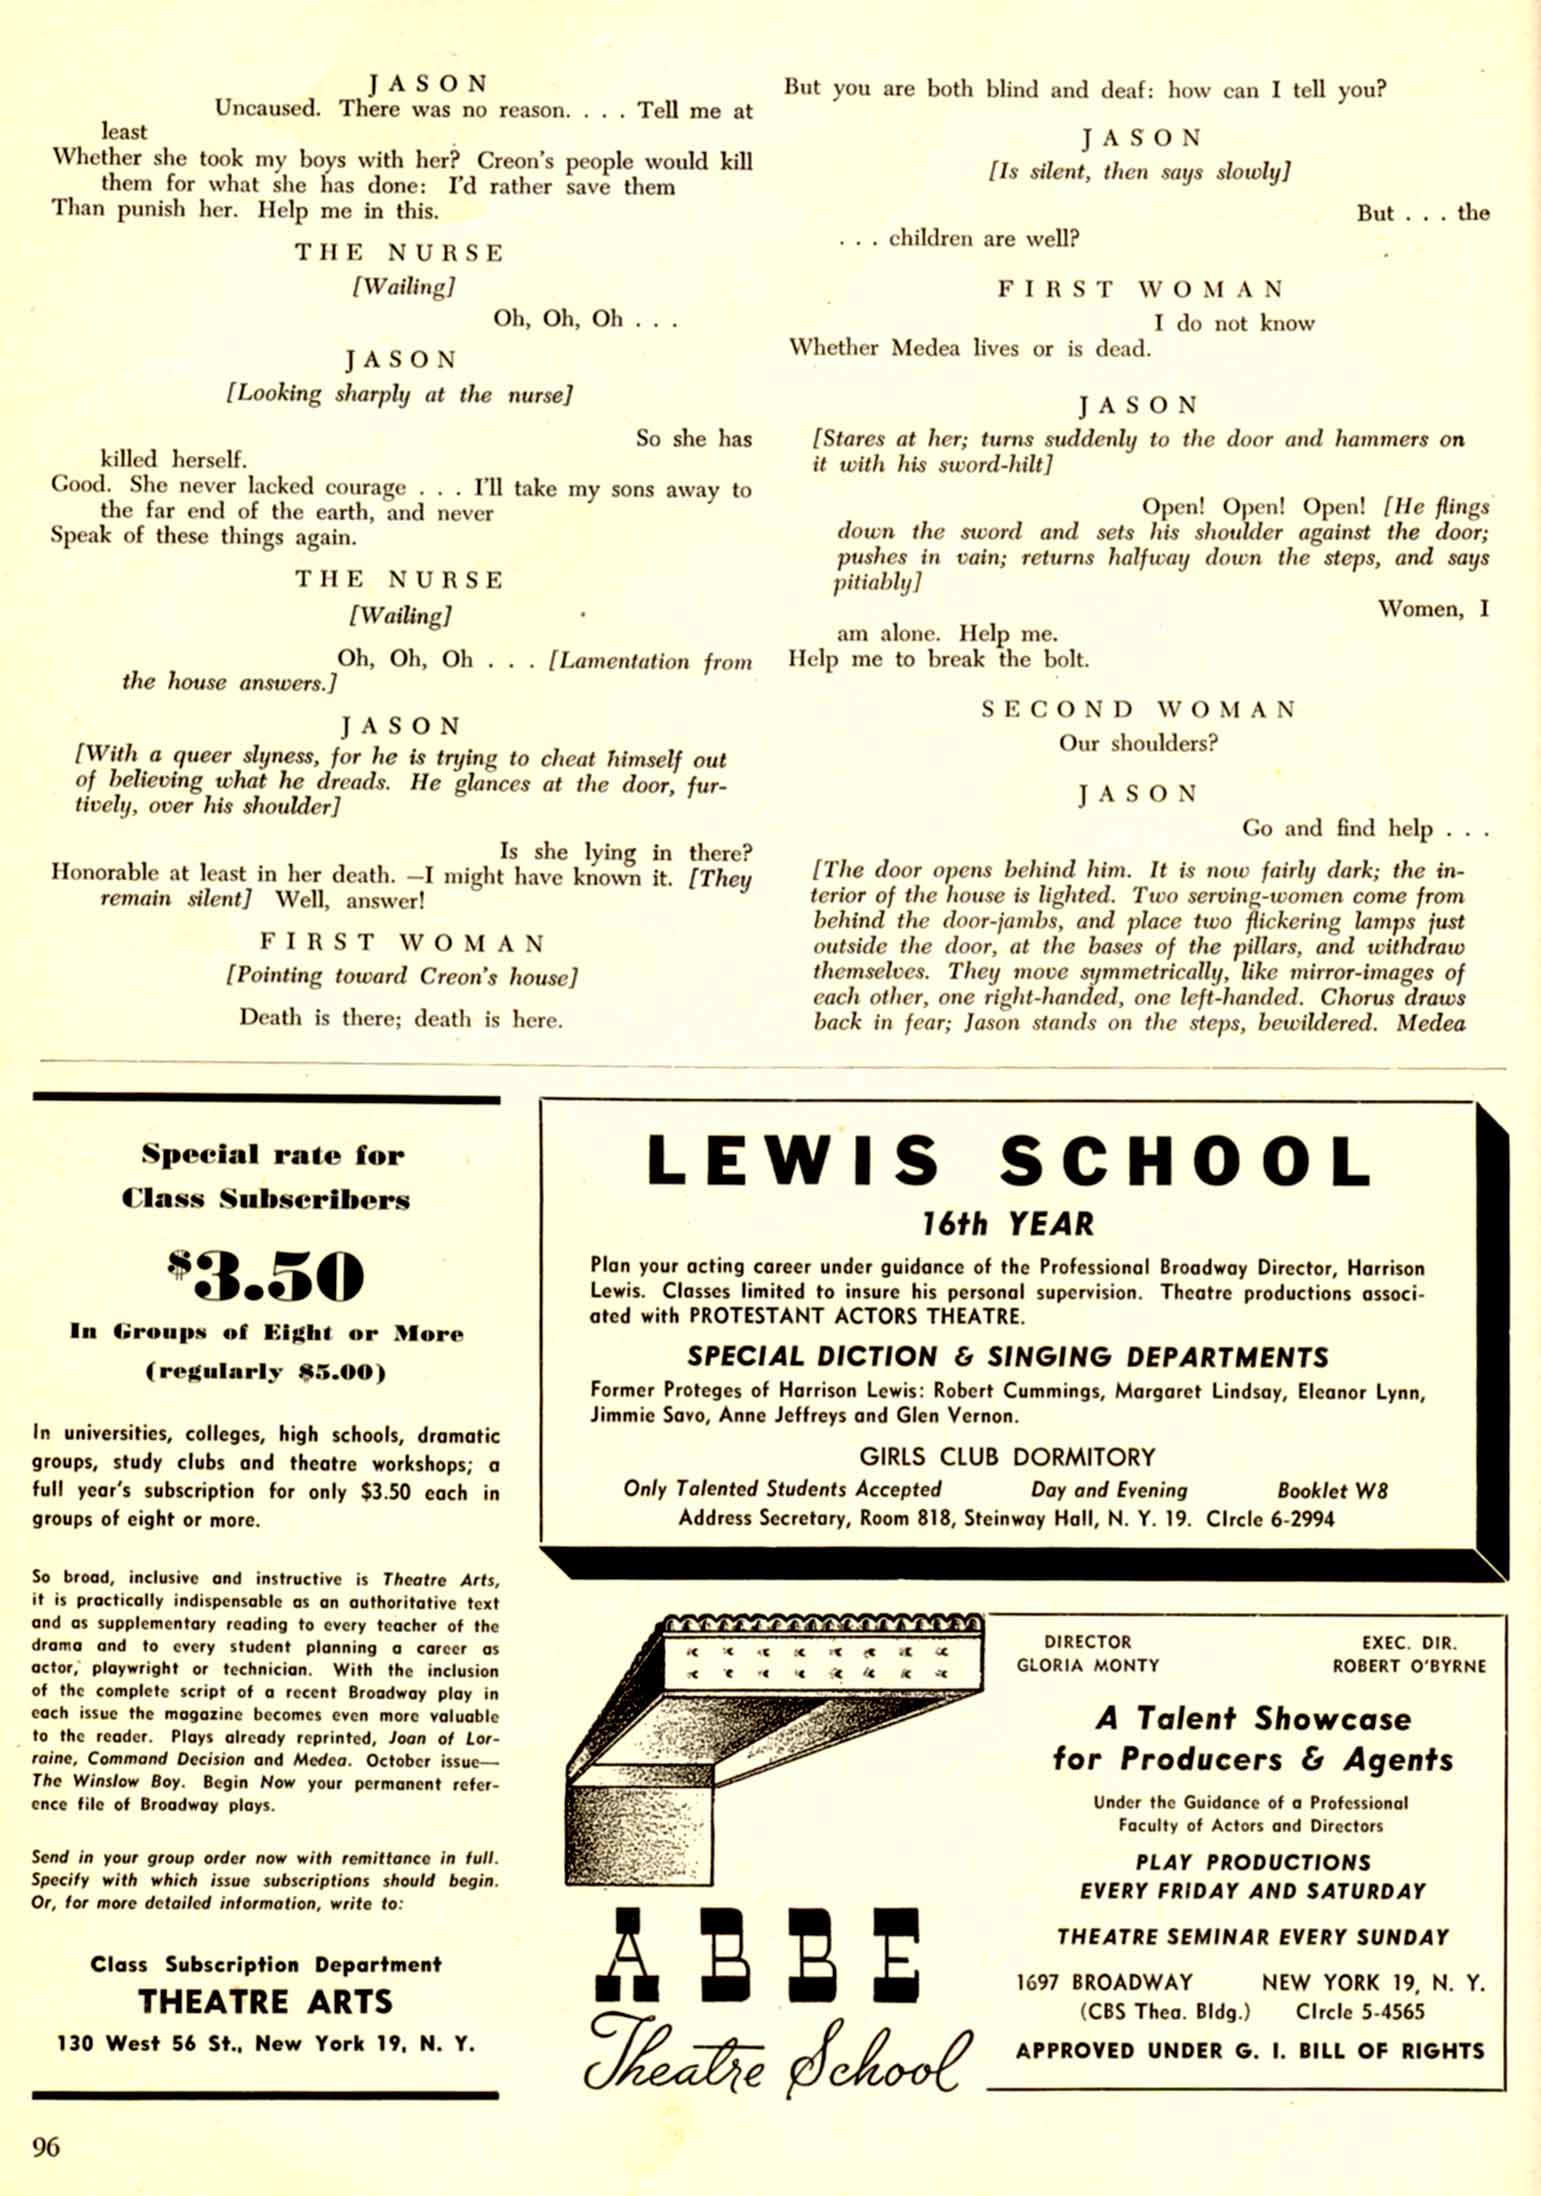 JASON
Uncaused. There was no reason. . . . Tell me at
least
Whether she took my boys with her? Creon's people would kill
them for what she has done: I'd rather save them
Than punish her. Help me in this.
THE NURSE
[Wailing]
Oh, Oh, Oh . . .
JASON
[Looking sharply at the nurse]
So she has
killed herself.
Good. She never lacked courage . . . I'll take my sons away to
the far end of the earth, and never
Speak of these things again.
THE NURSE
[Wailing]
Oh, Oh, Oh . . . [Lamentation from
the house answers.]
JASON
[With a queer slyness, for he is trying to cheat himself out
of believing what he dreads. He glances at the door, fur-
tively, over his shoulder]
Is she lying in there?
Honorable at least in her death. —I might have known it. [They
remain silent] Well, answer!
FIRST WOMAN
[Pointing toward Creon's house]
Death is there; death is here.
But you are both blind and deaf: how can I tell you?
JASON
[Is silent, then says slowly]
But . . . the
. . . children are well?
FIRST WOMAN
I do not know
Whether Medea lives or is dead.
JASON
[Stares at her; turns suddenly to the door and hammers on
it with his sword-hilt]
Open! Open! Open! [He flings
down the sword and sets his shoulder against the door;
pushes in vain; returns halfway down the steps, and says
pitiably]
Women, I
am alone. Help me.
Help me to break the bolt.
SECOND WOMAN
Our shoulders?
JASON
Go and find help . . .
[The door opens behind him. It is now fairly dark; the in-
terior of the house is lighted. Two serving-women come from
behind the door-jambs, and place two flickering lamps just
outside the door, at the bases of the pillars, and withdraw
themselves. They move symmetrically, like mirror-images of
each other, one right-handed, one left-handed. Chorus draws
back in fear; Jason stands on the steps, bewildered. Medea
Special rate for
Class Subscribers
$3.50
In Groups of Eight or More
(regularly $5.00)
In universities, colleges, high schools, dramatic
groups, study clubs and theatre workshops; a
full year's subscription for only $3.50 each in
groups of eight or more.
So broad, inclusive and instructive is Theatre Arts,
it is practically indispensable as an authoritative text
and as supplementary reading to every teacher of the
drama and to every student planning a career as
actor, playwright or technician. With the inclusion
of the complete script of a recent Broadway play in
each issue the magazine becomes even more valuable
to the reader. Plays already reprinted, Joan of Lor-
raine, Command Decision and Medea. October issue—
The Winslow Boy. Begin Now your permanent refer-
ence file of Broadway plays.
Send in your group order now with remittance in full.
Specify with which issue subscriptions should begin.
Or, for more detailed information, write to:
Class Subscription Department
THEATRE ARTS
130 West 56 St., New York 19, N. Y.
LEWIS SCHOOL
16th YEAR
Plan your acting career under guidance of the Professional Broadway Director, Harrison
Lewis. Classes limited to insure his personal supervision. Theatre productions associ-
ated with PROTESTANT ACTORS THEATRE.
SPECIAL DICTION & SINGING DEPARTMENTS
Former Proteges of Harrison Lewis: Robert Cummings, Margaret Lindsay, Eleanor Lynn,
Jimmie Savo, Anne Jeffreys and Glen Vernon.
GIRLS CLUB DORMITORY
Only Talented Students Accepted Day and Evening Booklet W8
Address Secretary, Room 818, Steinway Hall, N. Y. 19. CIrcle 6-2994
ABBE
Theatre School
DIRECTOR EXEC. DIR.
GLORIA MONTY ROBERT O'BYRNE
A Talent Showcase
for Producers & Agents
Under the Guidance of a Professional
Faculty of Actors and Directors
PLAY PRODUCTIONS
EVERY FRIDAY AND SATURDAY
THEATRE SEMINAR EVERY SUNDAY
1697 BROADWAY NEW YORK 19, N. Y.
(CBS Thea. Bldg.) CIrcle 5-4565
APPROVED UNDER G. I. BILL OF RIGHTS
96